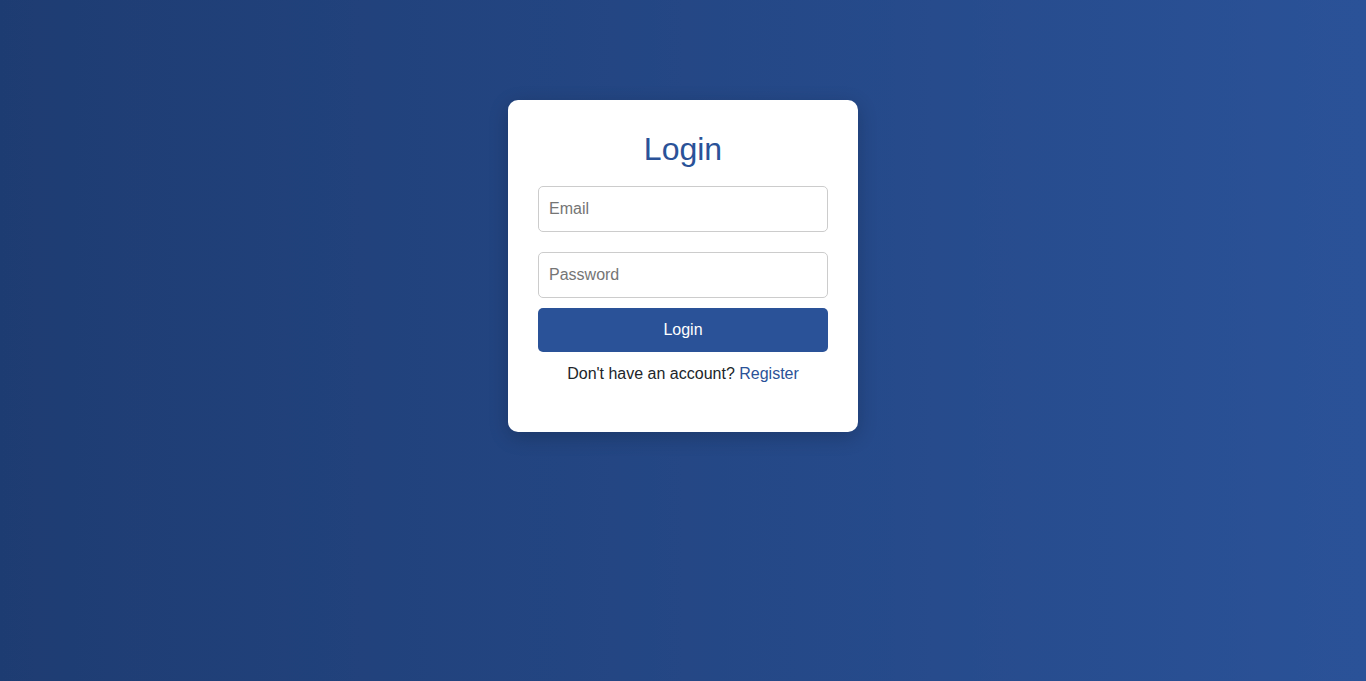 Login
Email
Password
Login
Don't have an account? Register